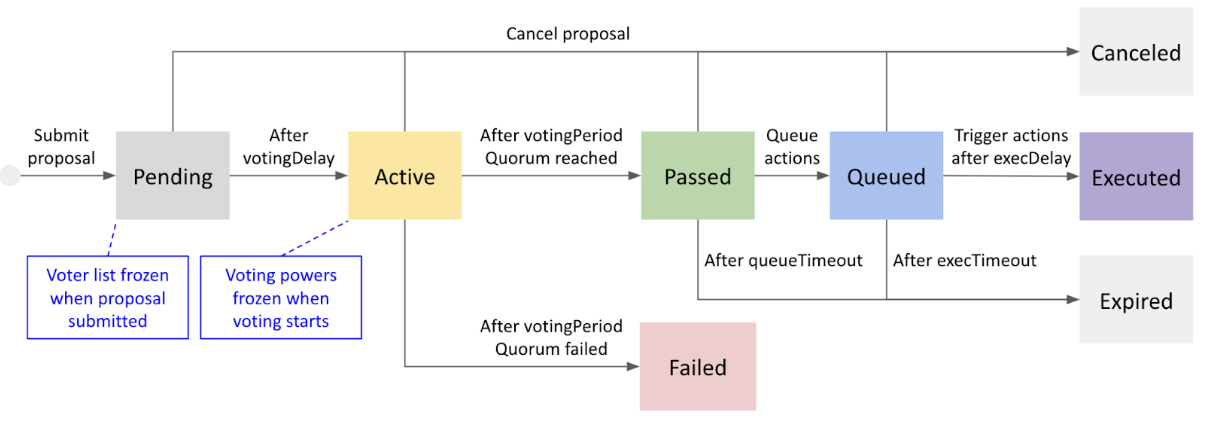 Cancel proposal
Canceled
Submit
proposal
Pending
After
votingDelay
Active
After votingPeriod
Quorum reached
Passed
Queue
actions
Queued
Trigger actions
after execDelay
Executed
Voter list frozen
when proposal
submitted
Voting powers
frozen when
voting starts
After queueTimeout
After execTimeout
Expired
After votingPeriod
Quorum failed
Failed